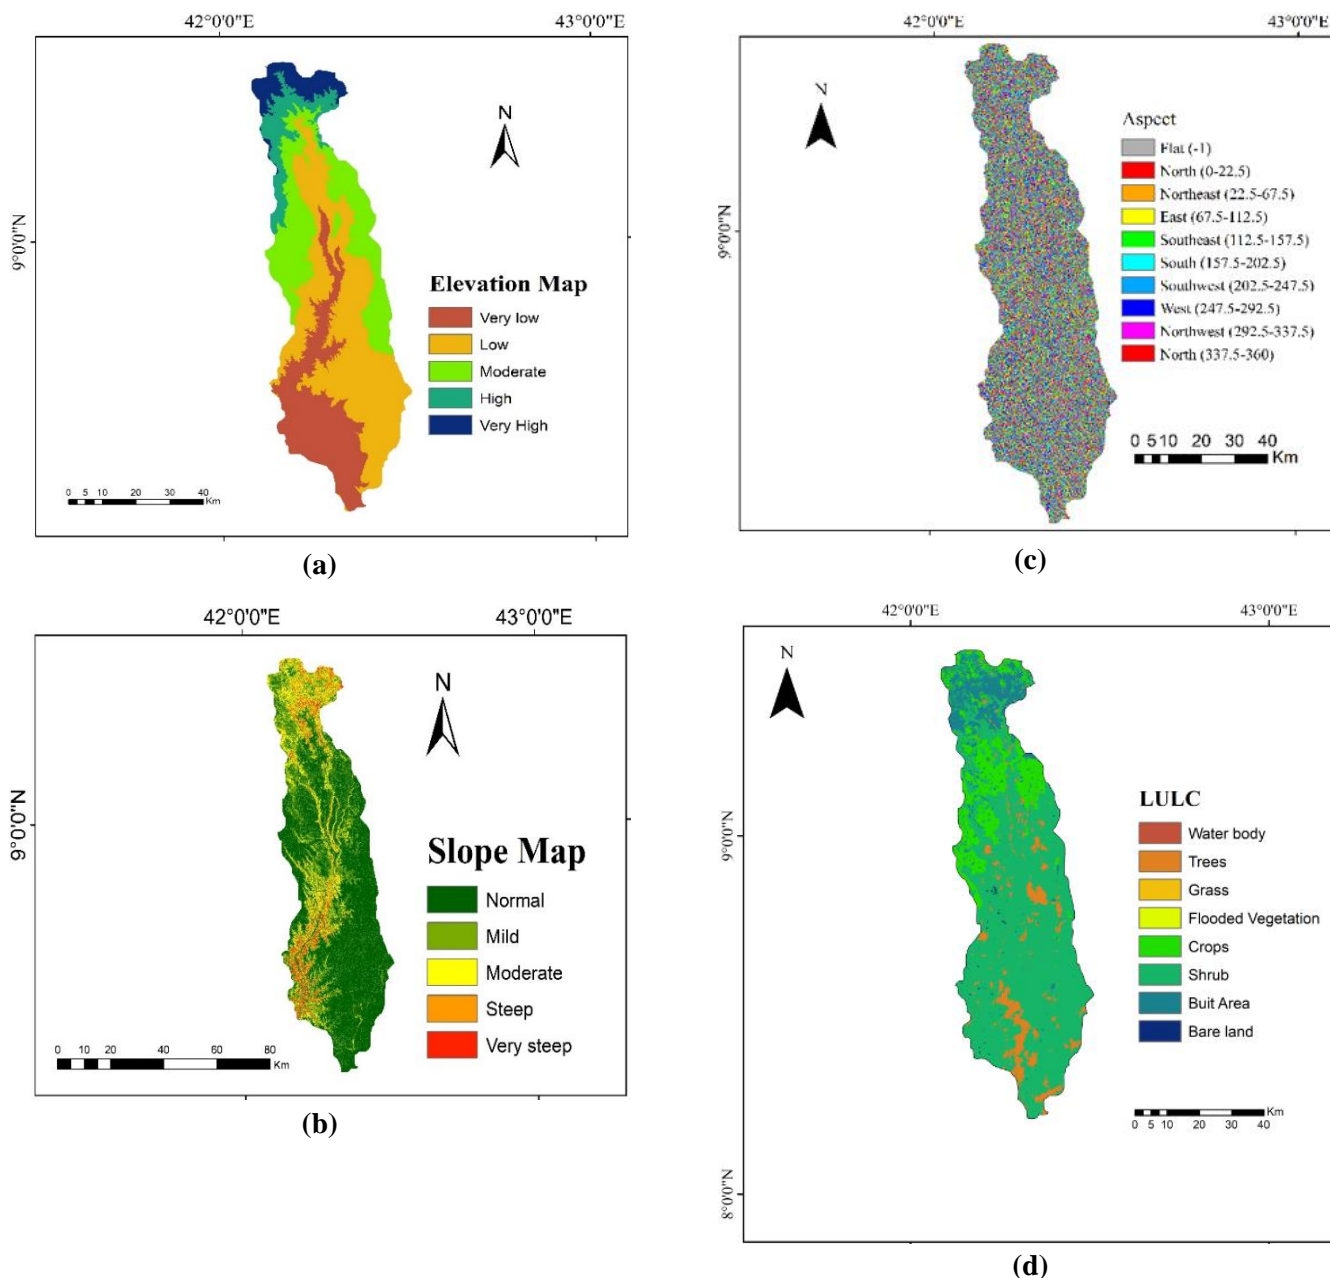 42°0'0"E 43°0'0"E
N
9°0'0"N
Elevation Map
Very low
Low
Moderate
High
Very High
0 5 10 20 30 40
Km
(a)
42°0'0"E 43°0'0"E
N
9°0'0"N
Aspect
Flat (-1)
North (0-22.5)
Northeast (22.5-67.5)
East (67.5-112.5)
Southeast (112.5-157.5)
South (157.5-202.5)
Southwest (202.5-247.5)
West (247.5-292.5)
Northwest (292.5-337.5)
North (337.5-360)
0 5 10 20 30 40
Km
(c)
42°0'0"E 43°0'0"E
N
9°0'0"N
Slope Map
Normal
Mild
Moderate
Steep
Very steep
0 5 10 20 40 60 80
Km
(b)
42°0'0"E 43°0'0"E
N
9°0'0"N
LULC
Water body
Trees
Grass
Flooded Vegetation
Crops
Shrub
Buit Area
Bare land
0 5 10 20 30 40
Km
8°0'0"N
(d)